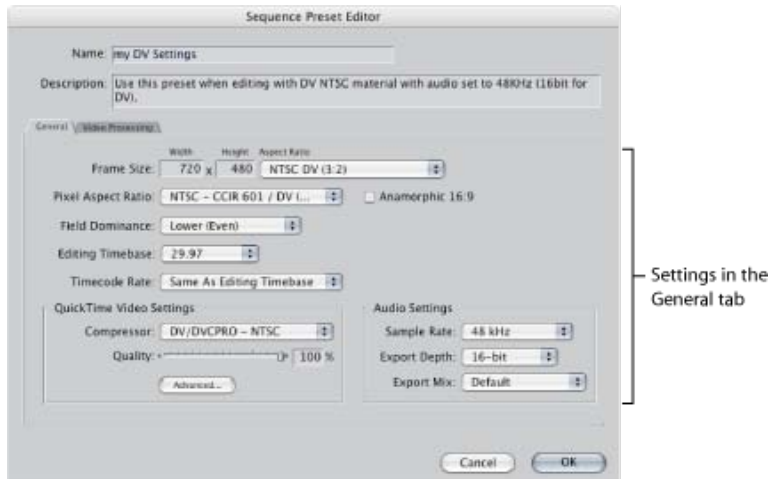 Sequence Preset Editor
Name: my DV Settings
Description: Use this preset when editing with DV NTSC material with audio set to 48KHz (16bit for
DV).
General Video Processing
Width Height Aspect Ratio
Frame Size: 720 x 480 NTSC DV (3:2)
Pixel Aspect Ratio: NTSC - CCIR 601 / DV (... Anamorphic 16:9
Field Dominance: Lower (Even)
Editing Timebase: 29.97
Timecode Rate: Same As Editing Timebase
Settings in the
General tab
QuickTime Video Settings
Compressor: DV/DVCPRO - NTSC
Quality: 100 %
Advanced...
Audio Settings
Sample Rate: 48 kHz
Export Depth: 16-bit
Export Mix: Default
Cancel OK